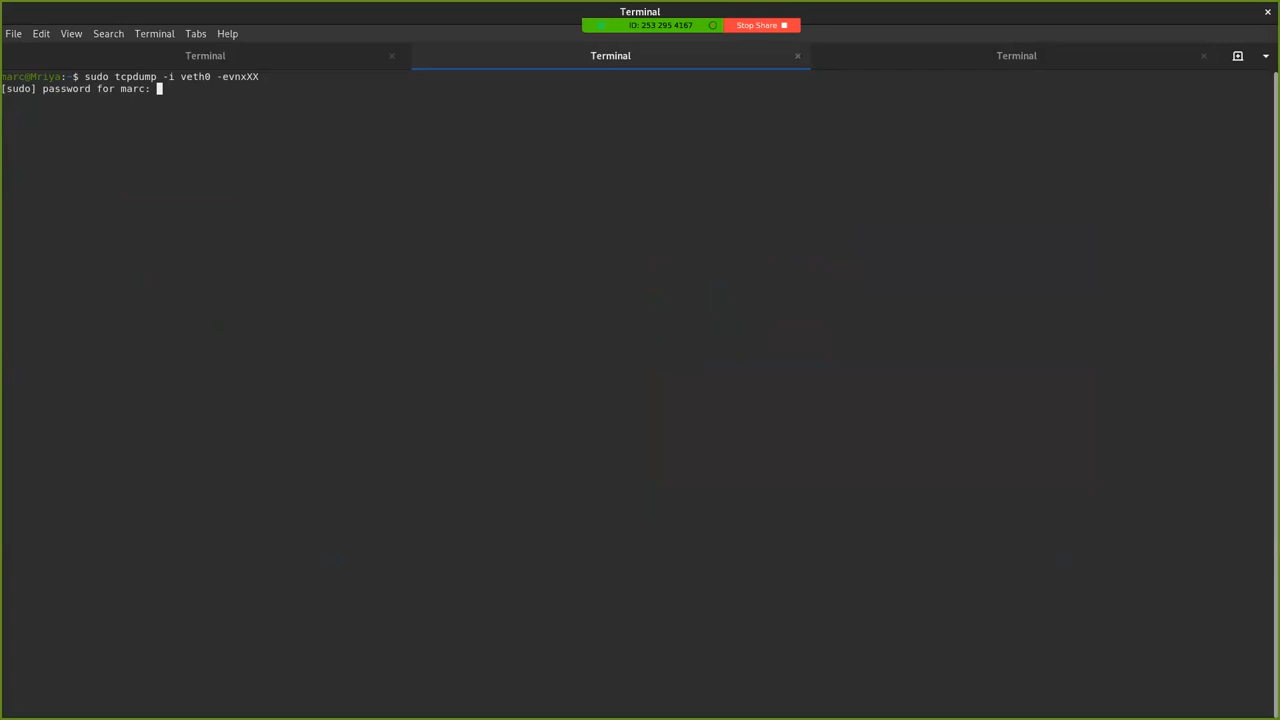 Terminal
ID: 253 295 4167 Stop Share
File Edit View Search Terminal Tabs Help
Terminal × Terminal × Terminal ×
marc@Mriya:~$ sudo tcpdump -i veth0 -evnxXX
[sudo] password for marc: